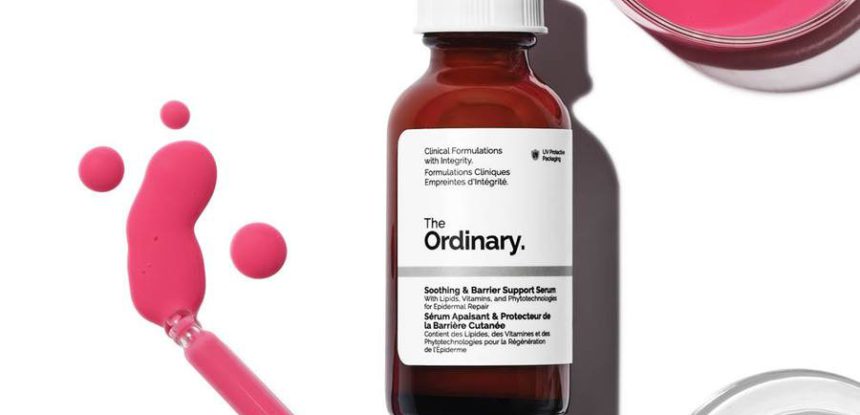 Clinical Formulations
with Integrity.
Formulations Cliniques
Empreintes d'Intégrité.
UV Protective
Packaging
The
Ordinary.
Soothing & Barrier Support Serum
With Lipids, Vitamins, and Phytotechnologies
for Epidermal Repair
Sérum Apaisant & Protecteur de
la Barrière Cutanée
Contient des Lipides, des Vitamines et des
Phytotechnologies pour la Régénération
de l'Épiderme